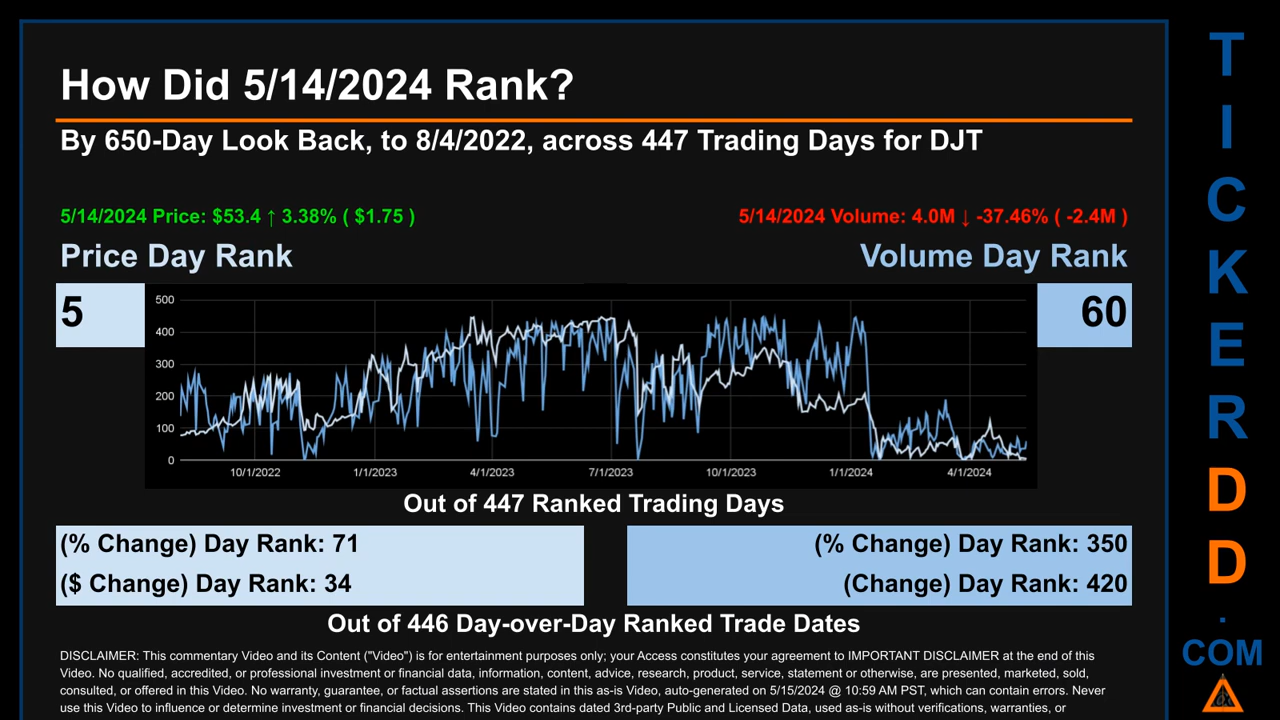 How Did 5/14/2024 Rank?
By 650-Day Look Back, to 8/4/2022, across 447 Trading Days for DJT
5/14/2024 Price: $53.4 ↑ 3.38% ( $1.75 )
5/14/2024 Volume: 4.0M ↓ -37.46% ( -2.4M )
Price Day Rank
Volume Day Rank
5
60
500
400
300
200
100
0
10/1/2022
1/1/2023
4/1/2023
7/1/2023
10/1/2023
1/1/2024
4/1/2024
Out of 447 Ranked Trading Days
(% Change) Day Rank: 71
($ Change) Day Rank: 34
(% Change) Day Rank: 350
(Change) Day Rank: 420
Out of 446 Day-over-Day Ranked Trade Dates
DISCLAIMER: This commentary Video and its Content ("Video") is for entertainment purposes only; your Access constitutes your agreement to IMPORTANT DISCLAIMER at the end of this
Video. No qualified, accredited, or professional investment or financial data, information, content, advice, research, product, service, statement or otherwise, are presented, marketed, sold,
consulted, or offered in this Video. No warranty, guarantee, or factual assertions are stated in this as-is Video, auto-generated on 5/15/2024 @ 10:59 AM PST, which can contain errors. Never
use this Video to influence or determine investment or financial decisions. This Video contains dated 3rd-party Public and Licensed Data, used as-is without verifications, warranties, or
T
I
C
K
E
R
D
D
.
COM